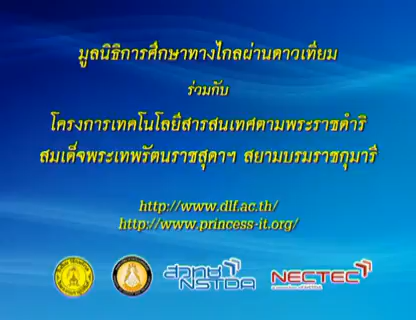 มูลนิธิการศึกษาทางไกลผ่านดาวเทียม
ร่วมกับ
โครงการเทคโนโลยีสารสนเทศตามพระราชดำริ
สมเด็จพระเทพรัตนราชสุดาฯ สยามบรมราชกุมารี
http://www.dlf.ac.th/
http://www.princess-it.org/
สวทช
NSTDA
NECTEC